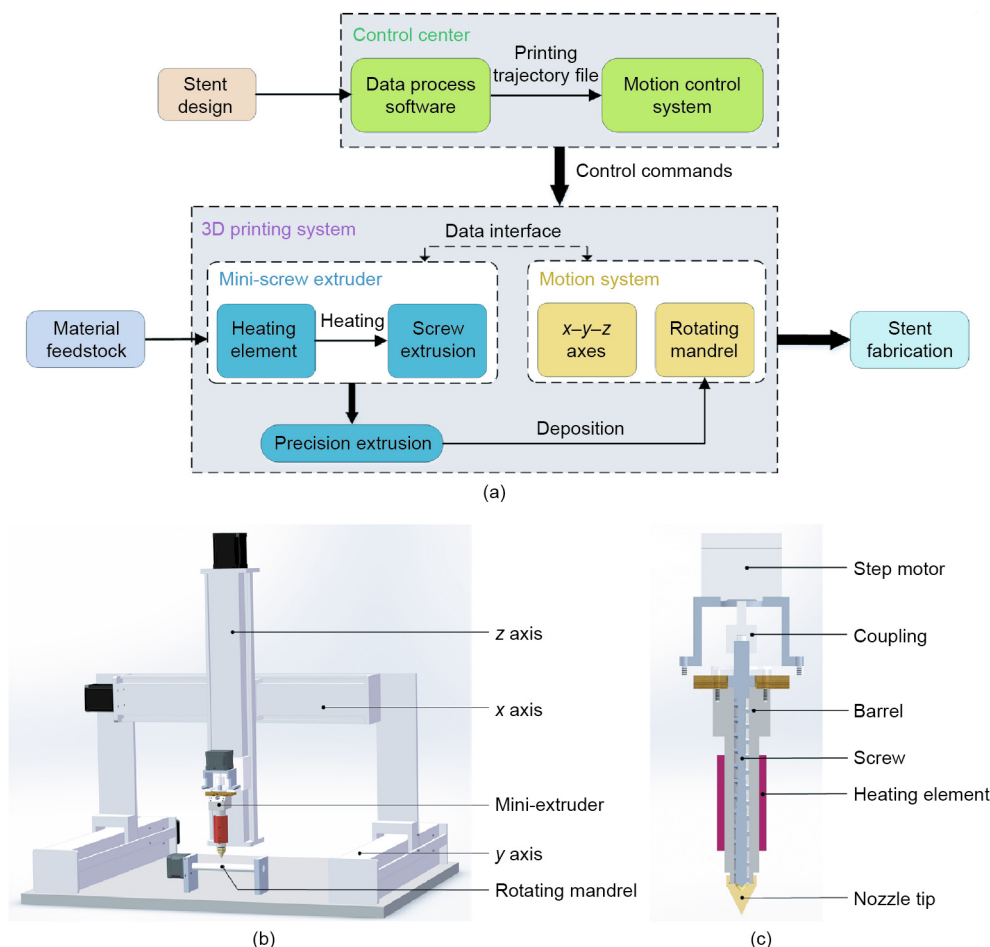 Control center
Stent
design
Data process
software
Printing
trajectory file
Motion control
system
Control commands
3D printing system
Data interface
Mini-screw extruder
Motion system
Material
feedstock
Heating
element
Heating
Screw
extrusion
x–y–z
axes
Rotating
mandrel
Stent
fabrication
Precision extrusion
Deposition
(a)
z axis
x axis
Mini-extruder
y axis
Rotating mandrel
(b)
Step motor
Coupling
Barrel
Screw
Heating element
Nozzle tip
(c)